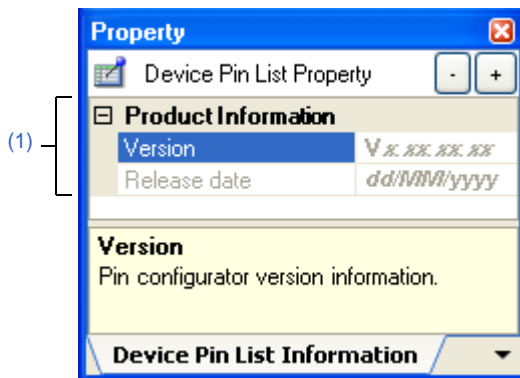 Property
Device Pin List Property
- +
(1)
Product Information
Version V x.xx.xx.xx
Release date dd/MM/yyyy
Version
Pin configurator version information.
Device Pin List Information